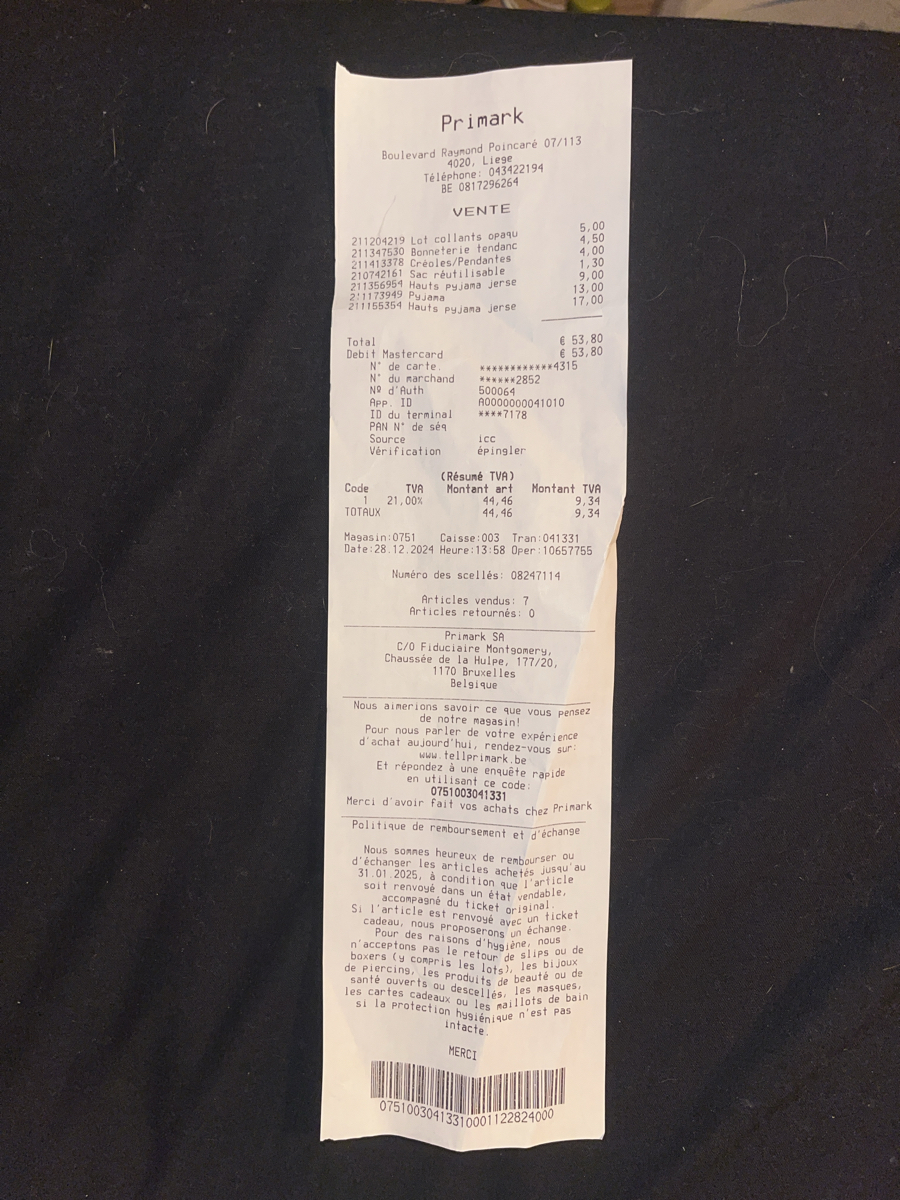 Primark
Boulevard Raymond Poincaré 07/113
4020, Liege
Téléphone: 043422194
BE 0817296264
VENTE
211204219 Lot collants opaqu 5,00
211347530 Bonneterie tendanc 4,50
211413378 Créoles/Pendantes 4,00
210742161 Sac réutilisable 1,30
211356954 Hauts pyjama jerse 9,00
211173949 Pyjama 13,00
211155354 Hauts pyjama jerse 17,00
Total € 53,80
Debit Mastercard € 53,80
N° de carte. ************4315
N° du marchand ******2852
Nº d'Auth 500064
App. ID A0000000041010
ID du terminal ****7178
PAN N° de séq
Source icc
Vérification épingler
(Résumé TVA)
Code TVA Montant art Montant TVA
1 21,00% 44,46 9,34
TOTAUX 44,46 9,34
Magasin:0751 Caisse:003 Tran:041331
Date:28.12.2024 Heure:13:58 Oper:10657755
Numéro des scellés: 08247114
Articles vendus: 7
Articles retournés: 0
Primark SA
C/O Fiduciaire Montgomery,
Chaussée de la Hulpe, 177/20,
1170 Bruxelles
Belgique
Nous aimerions savoir ce que vous pensez
de notre magasin!
Pour nous parler de votre expérience
d'achat aujourd'hui, rendez-vous sur:
www.tellprimark.be
Et répondez à une enquête rapide
en utilisant ce code:
0751003041331
Merci d'avoir fait vos achats chez Primark
Politique de remboursement et d'échange
Nous sommes heureux de rembourser ou
d'échanger les articles achetés jusqu'au
31.01.2025, à condition que l'article
soit renvoyé dans un état vendable,
accompagné du ticket original.
Si l'article est renvoyé avec un ticket
cadeau, nous proposerons un échange.
Pour des raisons d'hygiène, nous
n'acceptons pas le retour de slips ou de
boxers (y compris les lots), les bijoux
de piercing, les produits de beauté ou de
santé ouverts ou descellés, les masques,
les cartes cadeaux ou les maillots de bain
si la protection hygiénique n'est pas
intacte.
MERCI
07510030413310001122824000